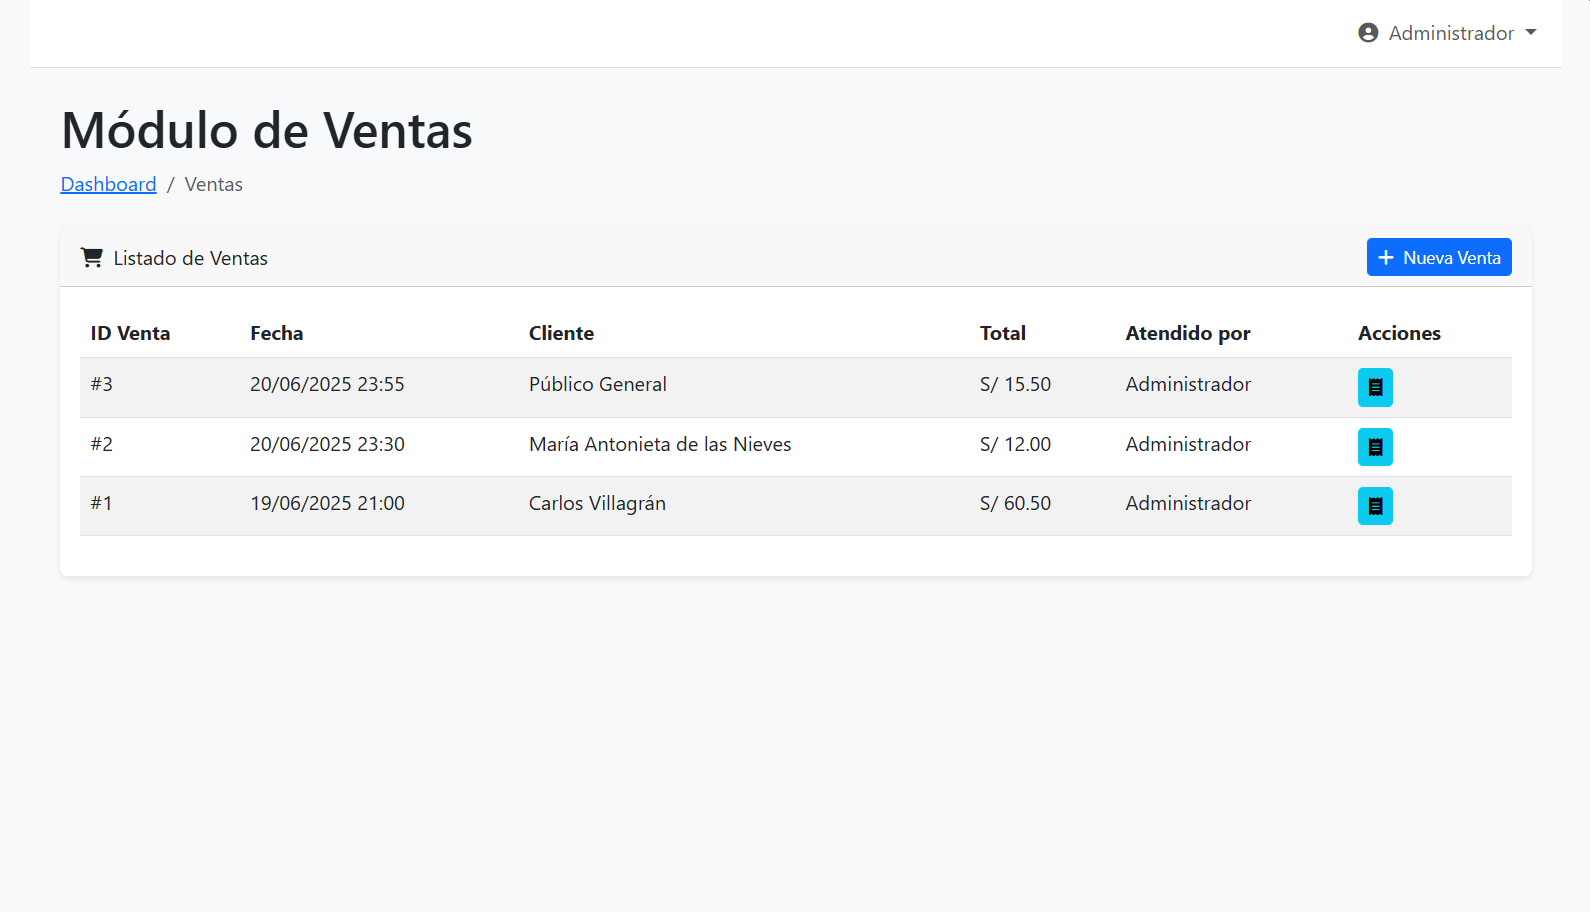 Administrador
Módulo de Ventas
Dashboard / Ventas
Listado de Ventas
Nueva Venta
ID Venta Fecha Cliente Total Atendido por Acciones
#3 20/06/2025 23:55 Público General S/ 15.50 Administrador
#2 20/06/2025 23:30 María Antonieta de las Nieves S/ 12.00 Administrador
#1 19/06/2025 21:00 Carlos Villagrán S/ 60.50 Administrador